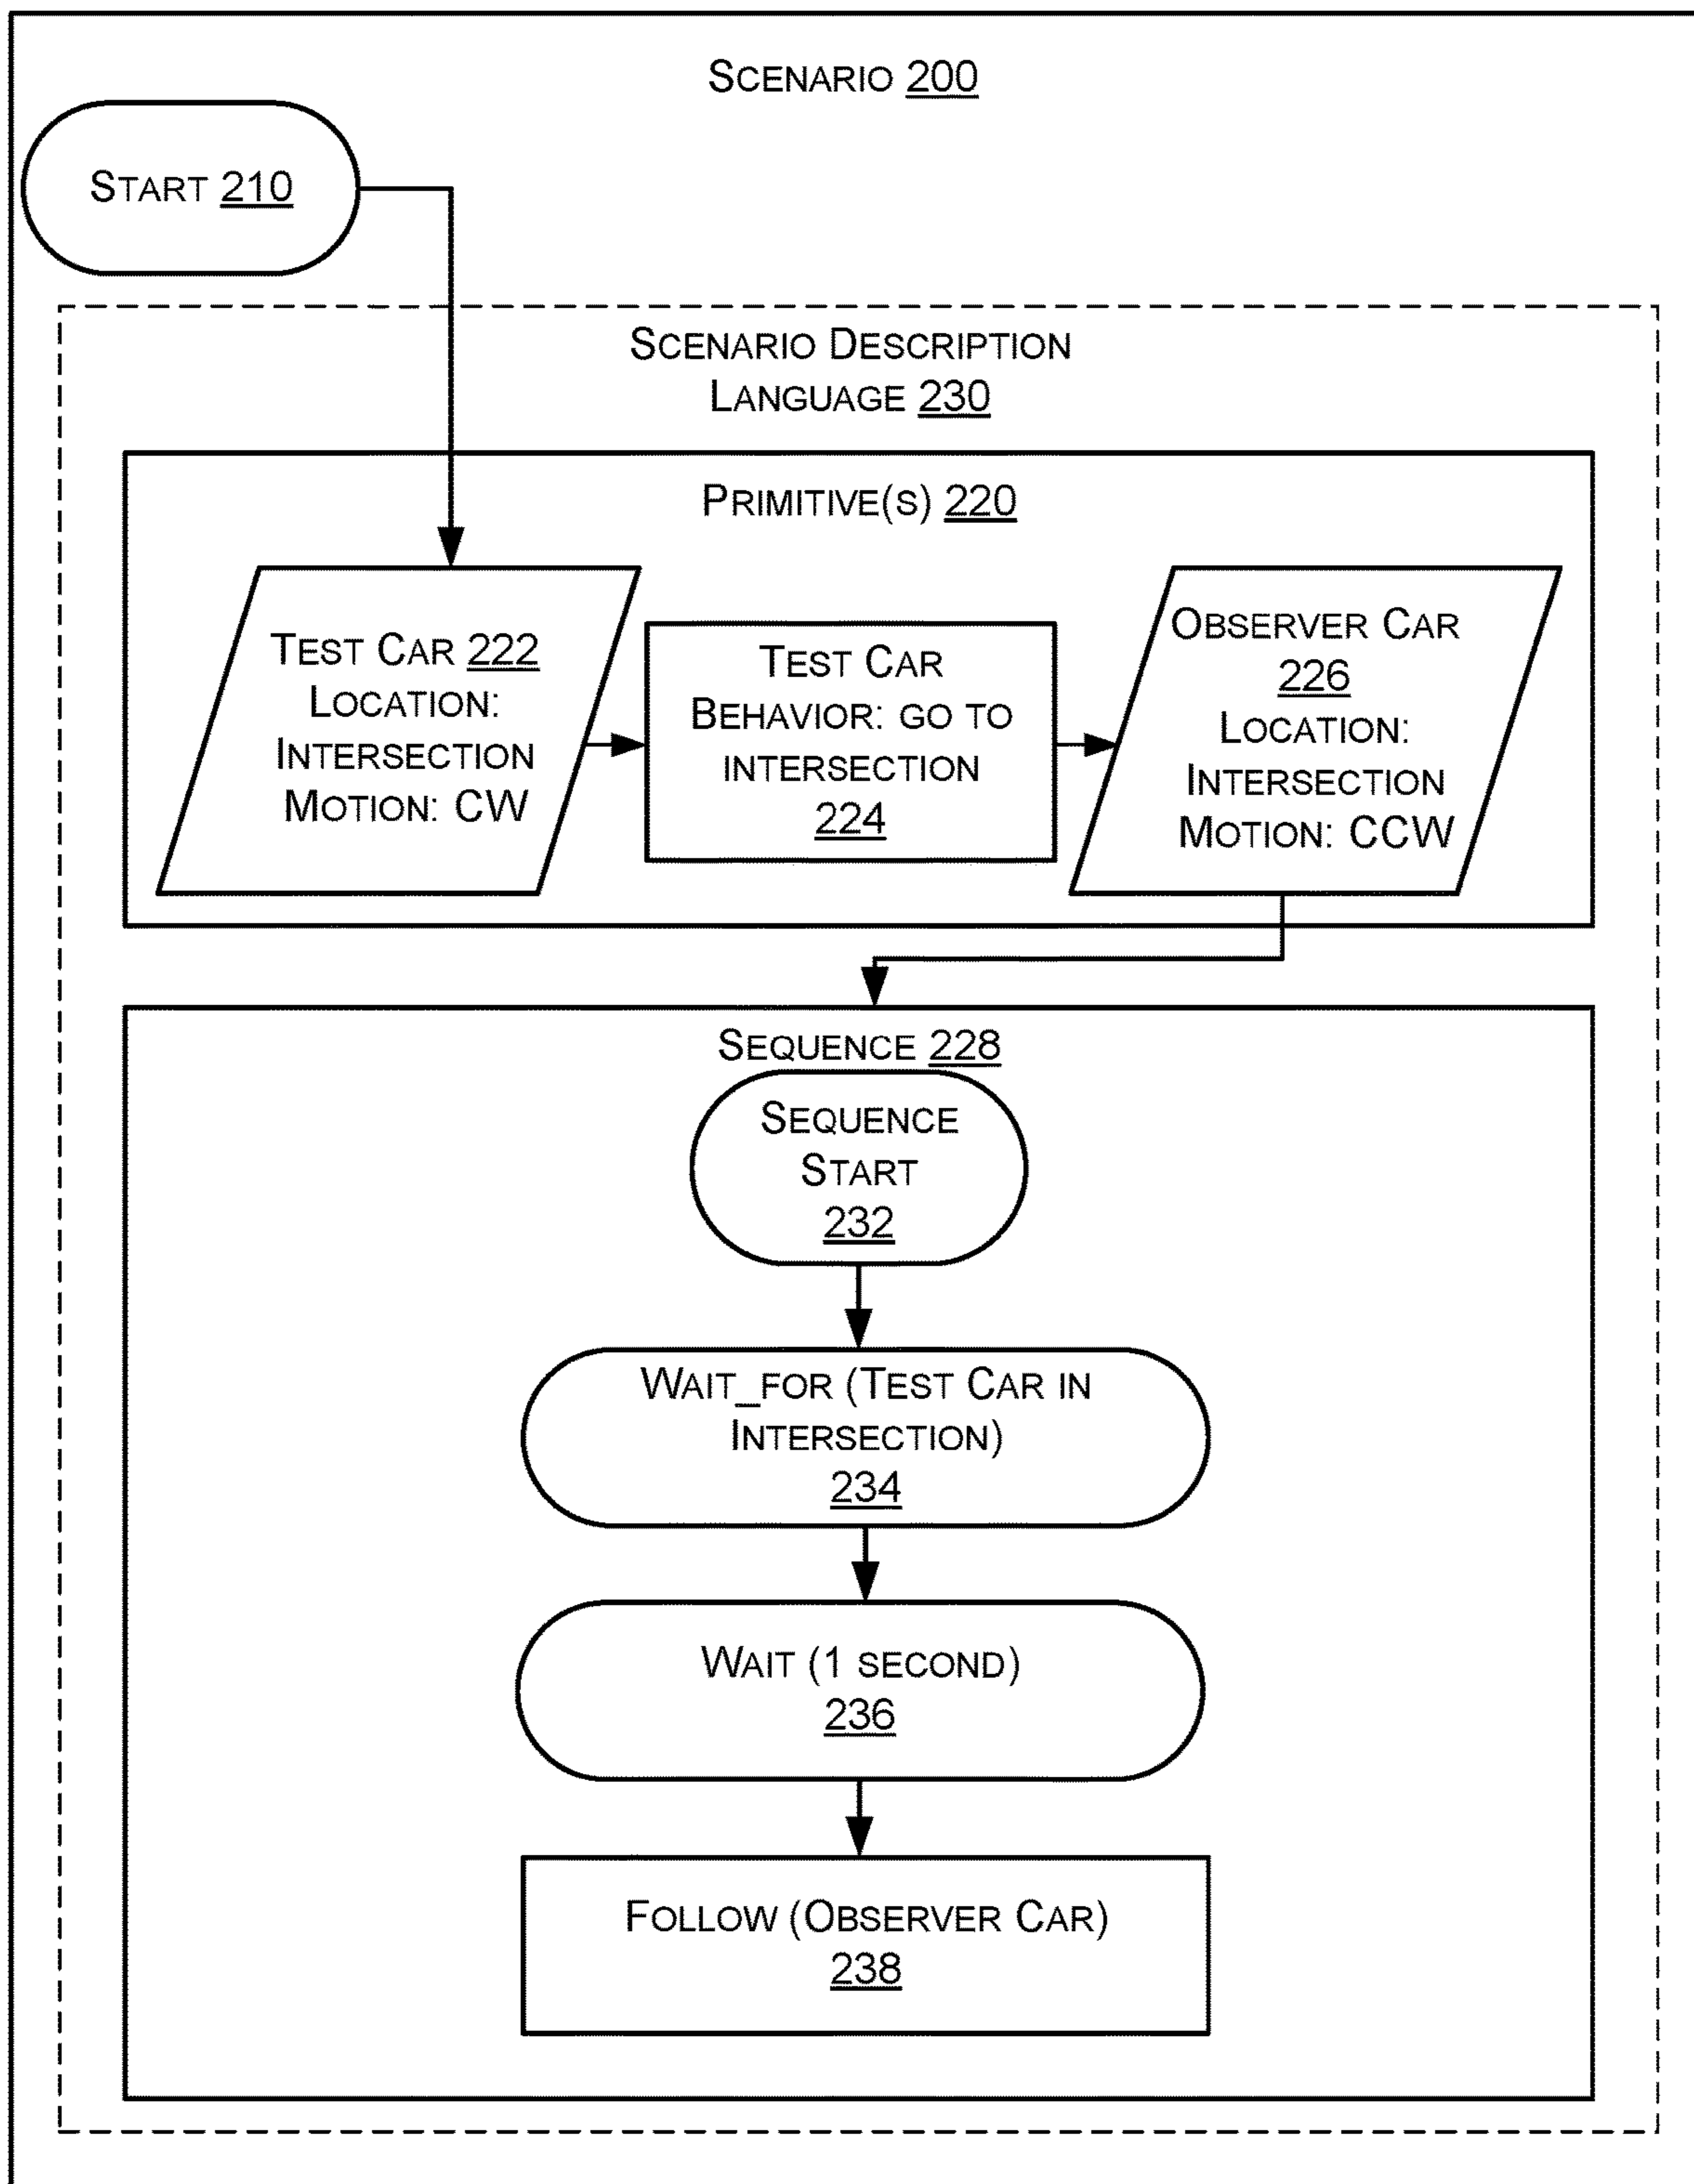 SCENARIO 200
START 210
SCENARIO DESCRIPTION
LANGUAGE 230
PRIMITIVE(S) 220
TEST CAR 222
LOCATION:
INTERSECTION
MOTION: CW
TEST CAR
BEHAVIOR: GO TO
INTERSECTION
224
OBSERVER CAR
226
LOCATION:
INTERSECTION
MOTION: CCW
SEQUENCE 228
SEQUENCE
START
232
WAIT_FOR (TEST CAR IN
INTERSECTION)
234
WAIT (1 SECOND)
236
FOLLOW (OBSERVER CAR)
238